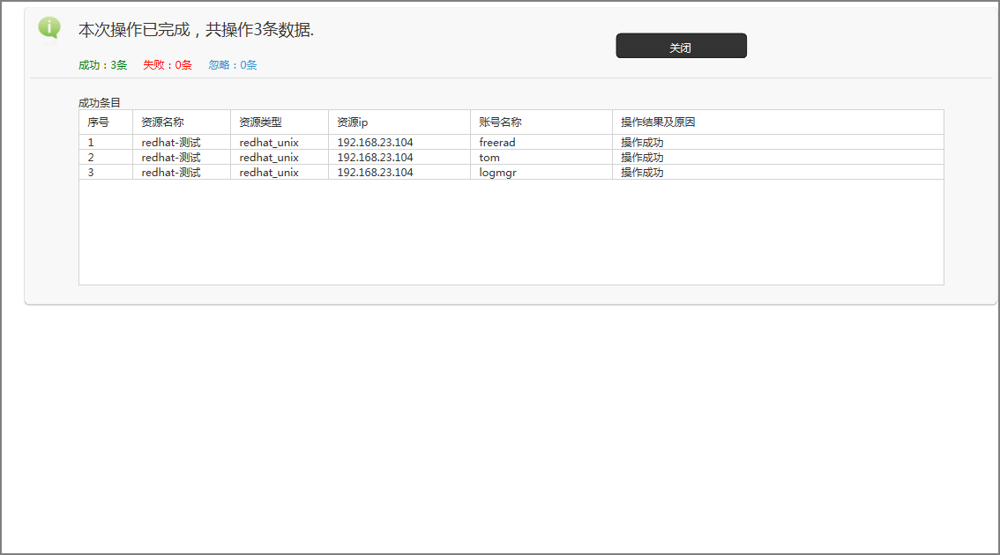 本次操作已完成，共操作3条数据.
关闭
成功：3条 失败：0条 忽略：0条
成功条目
序号 资源名称 资源类型 资源ip 账号名称 操作结果及原因
1 redhat-测试 redhat_unix 192.168.23.104 freerad 操作成功
2 redhat-测试 redhat_unix 192.168.23.104 tom 操作成功
3 redhat-测试 redhat_unix 192.168.23.104 logmgr 操作成功